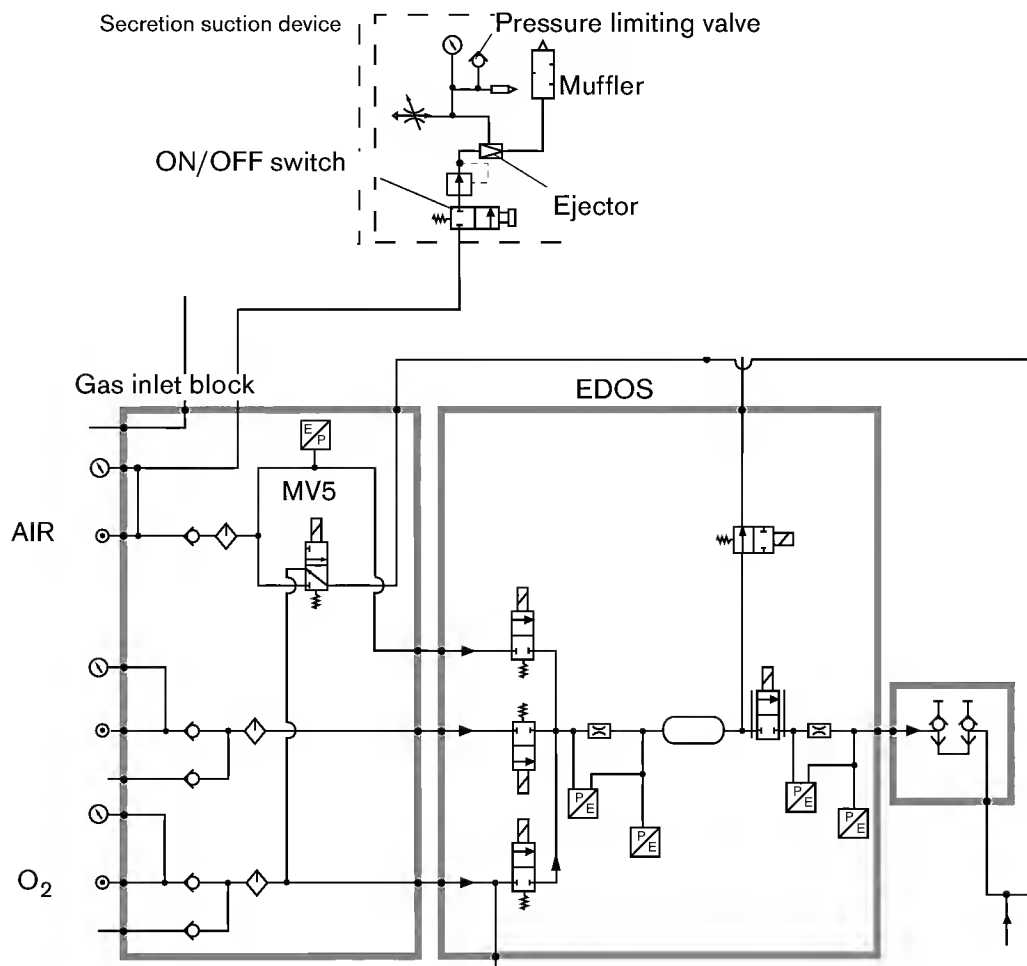 Secretion suction device
Pressure limiting valve
Muffler
ON/OFF switch
Ejector
Gas inlet block
EDOS
E
P
MV5
AIR
P
E
P
E
P
E
P
E
O₂